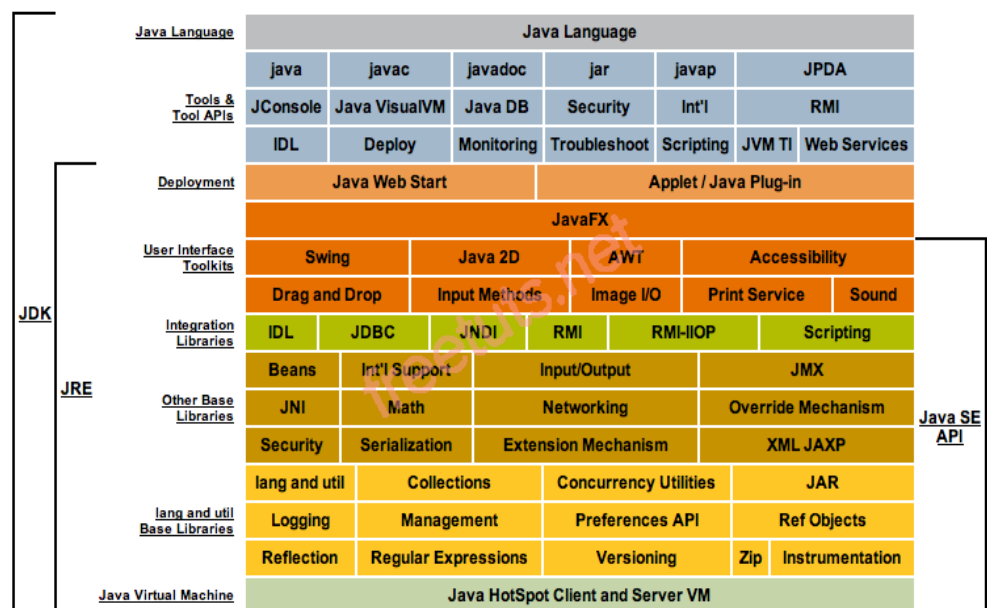 Java Language Java Language
java javac javadoc jar javap JPDA
Tools &
Tool APIs
JConsole Java VisualVM Java DB Security Int'l RMI
IDL Deploy Monitoring Troubleshoot Scripting JVM TI Web Services
Deployment Java Web Start Applet / Java Plug-in
JavaFX
User Interface
Toolkits
Swing Java 2D AWT Accessibility
Drag and Drop Input Methods Image I/O Print Service Sound
Integration
Libraries
IDL JDBC JNDI RMI RMI-IIOP Scripting
JDK
Beans Int'l Support Input/Output JMX
JRE
Other Base
Libraries
JNI Math Networking Override Mechanism
Java SE
API
Security Serialization Extension Mechanism XML JAXP
lang and util Collections Concurrency Utilities JAR
lang and util
Base Libraries
Logging Management Preferences API Ref Objects
Reflection Regular Expressions Versioning Zip Instrumentation
Java Virtual Machine Java HotSpot Client and Server VM
freetuts.net